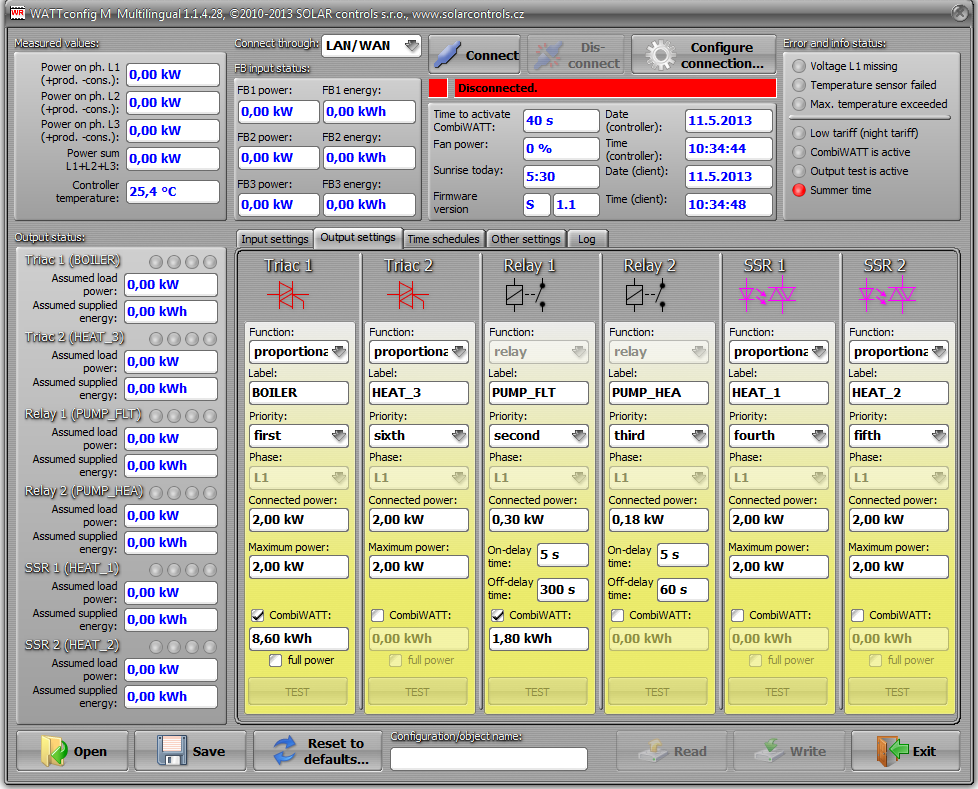 WR WATTconfig M Multilingual 1.1.4.28, ©2010-2013 SOLAR controls s.r.o., www.solarcontrols.cz
Measured values:
Power on ph. L1
(+prod. -cons.):
0,00 kW
Power on ph. L2
(+prod. -cons.):
0,00 kW
Power on ph. L3
(+prod. -cons.):
0,00 kW
Power sum
L1+L2+L3:
0,00 kW
Controller
temperature:
25,4 °C
Connect through:
LAN/WAN
FB input status:
FB1 power: FB1 energy:
0,00 kW 0,00 kWh
FB2 power: FB2 energy:
0,00 kW 0,00 kWh
FB3 power: FB3 energy:
0,00 kW 0,00 kWh
Connect
Dis-
connect
Configure
connection...
Disconnected.
Time to activate
CombiWATT:
40 s
Fan power:
0 %
Sunrise today:
5:30
Firmware
version
S 1.1
Date
(controller):
11.5.2013
Time
(controller):
10:34:44
Date (client):
11.5.2013
Time (client):
10:34:48
Error and info status:
Voltage L1 missing
Temperature sensor failed
Max. temperature exceeded
Low tariff (night tariff)
CombiWATT is active
Output test is active
Summer time
Output status:
Triac 1 (BOILER)
Assumed load
power:
0,00 kW
Assumed supplied
energy:
0,00 kWh
Triac 2 (HEAT_3)
Assumed load
power:
0,00 kW
Assumed supplied
energy:
0,00 kWh
Relay 1 (PUMP_FLT)
Assumed load
power:
0,00 kW
Assumed supplied
energy:
0,00 kWh
Relay 2 (PUMP_HEA)
Assumed load
power:
0,00 kW
Assumed supplied
energy:
0,00 kWh
SSR 1 (HEAT_1)
Assumed load
power:
0,00 kW
Assumed supplied
energy:
0,00 kWh
SSR 2 (HEAT_2)
Assumed load
power:
0,00 kW
Assumed supplied
energy:
0,00 kWh
Input settings Output settings Time schedules Other settings Log
Triac 1
Function:
proportiona
Label:
BOILER
Priority:
first
Phase:
L1
Connected power:
2,00 kW
Maximum power:
2,00 kW
CombiWATT:
8,60 kWh
full power
TEST
Triac 2
Function:
proportiona
Label:
HEAT_3
Priority:
sixth
Phase:
L1
Connected power:
2,00 kW
Maximum power:
2,00 kW
CombiWATT:
0,00 kWh
full power
TEST
Relay 1
Function:
relay
Label:
PUMP_FLT
Priority:
second
Phase:
L1
Connected power:
0,30 kW
On-delay
time:
5 s
Off-delay
time:
300 s
CombiWATT:
1,80 kWh
TEST
Relay 2
Function:
relay
Label:
PUMP_HEA
Priority:
third
Phase:
L1
Connected power:
0,18 kW
On-delay
time:
5 s
Off-delay
time:
60 s
CombiWATT:
0,00 kWh
TEST
SSR 1
Function:
proportiona
Label:
HEAT_1
Priority:
fourth
Phase:
L1
Connected power:
2,00 kW
Maximum power:
2,00 kW
CombiWATT:
0,00 kWh
full power
TEST
SSR 2
Function:
proportiona
Label:
HEAT_2
Priority:
fifth
Phase:
L1
Connected power:
2,00 kW
Maximum power:
2,00 kW
CombiWATT:
0,00 kWh
full power
TEST
Open
Save
Reset to
defaults...
Configuration/object name:
Read
Write
Exit